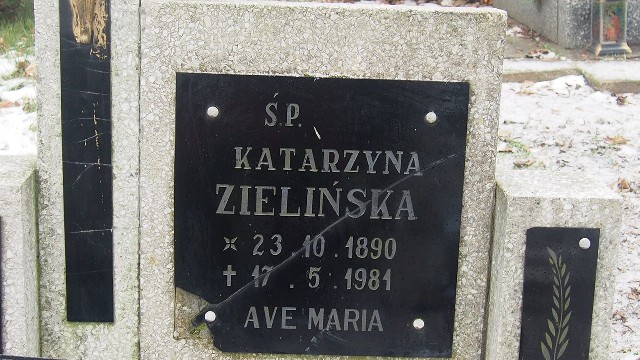 Ś.P.
KATARZYNA
ZIELIŃSKA
¤ 23.10.1890
† 17.5.1981
AVE MARIA